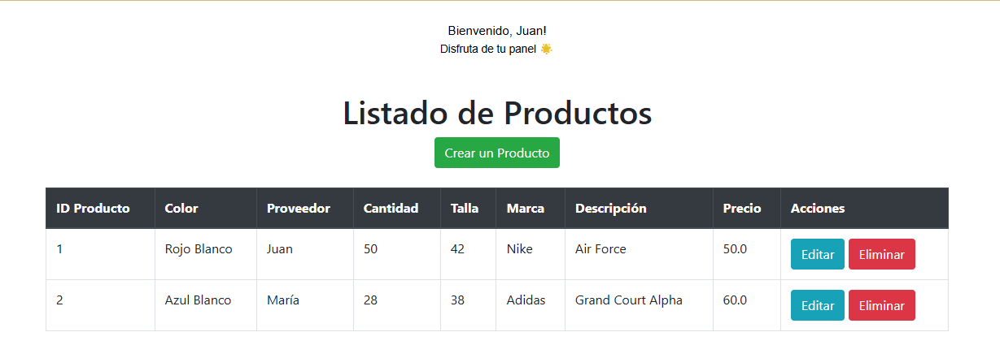 Bienvenido, Juan!
Disfruta de tu panel 🌟
Listado de Productos
Crear un Producto
ID Producto Color Proveedor Cantidad Talla Marca Descripción Precio Acciones
1 Rojo Blanco Juan 50 42 Nike Air Force 50.0 Editar Eliminar
2 Azul Blanco María 28 38 Adidas Grand Court Alpha 60.0 Editar Eliminar